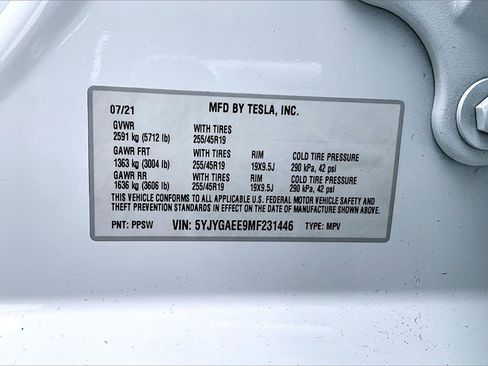 07/21 MFD BY TESLA, INC.
GVWR WITH TIRES
2591 kg (5712 lb) 255/45R19
GAWR FRT WITH TIRES RIM COLD TIRE PRESSURE
1363 kg (3004 lb) 255/45R19 19X9.5J 290 kPa, 42 psi
GAWR RR WITH TIRES RIM COLD TIRE PRESSURE
1636 kg (3606 lb) 255/45R19 19X9.5J 290 kPa, 42 psi
THIS VEHICLE CONFORMS TO ALL APPLICABLE U.S. FEDERAL MOTOR VEHICLE SAFETY AND
THEFT PREVENTION STANDARDS IN EFFECT ON THE DATE OF MANUFACTURE SHOWN ABOVE.
PNT: PPSW VIN: 5YJYGAEE9MF231446 TYPE: MPV